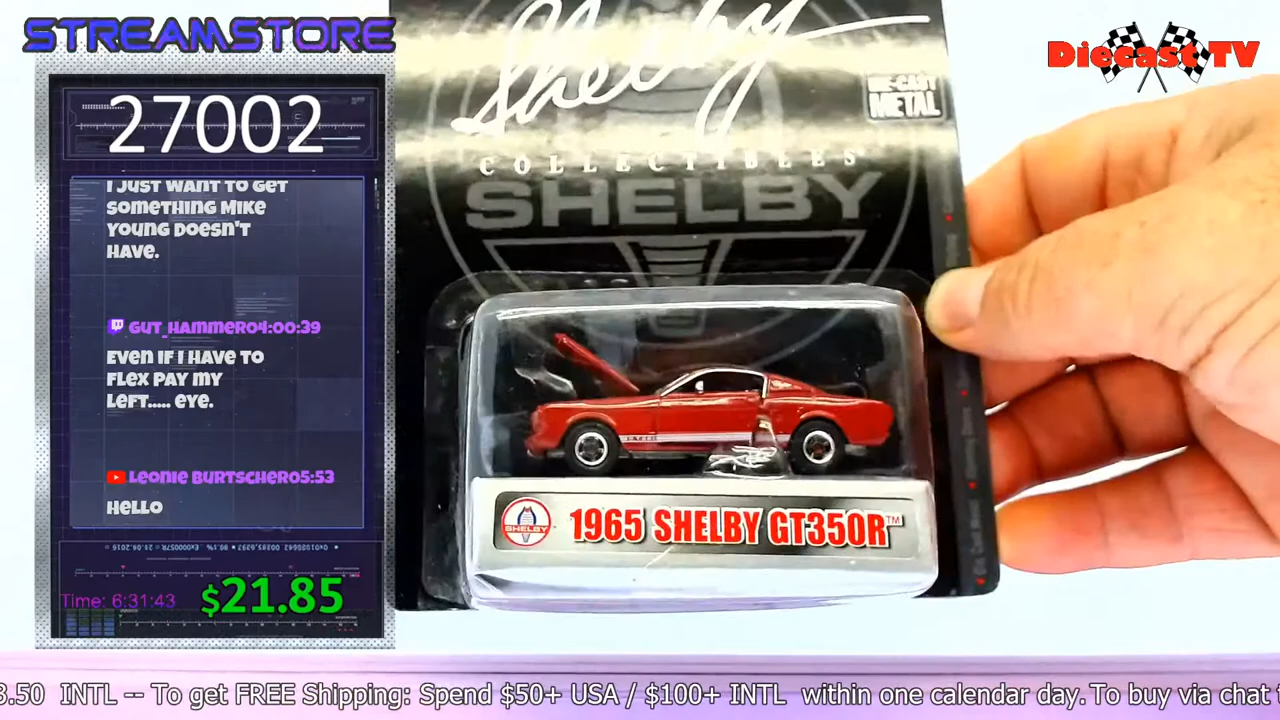 STREAMSTORE
27002
I JUST WANT TO GET
SOMETHING MIKE
YOUNG DOESN'T
HAVE.
GUT_HAMMER04:00:39
EVEN IF I HAVE TO
FLEX PAY MY
LEFT..... EYE.
LEONIE BURTSCHER05:53
HELLO
Time: 6:31:43
$21.85
Shelby
COLLECTIBLES
SHELBY
DIE-CAST
METAL
Diecast TV
SHELBY
1965 SHELBY GT350R™
3.50 INTL -- To get FREE Shipping: Spend $50+ USA / $100+ INTL within one calendar day. To buy via chat